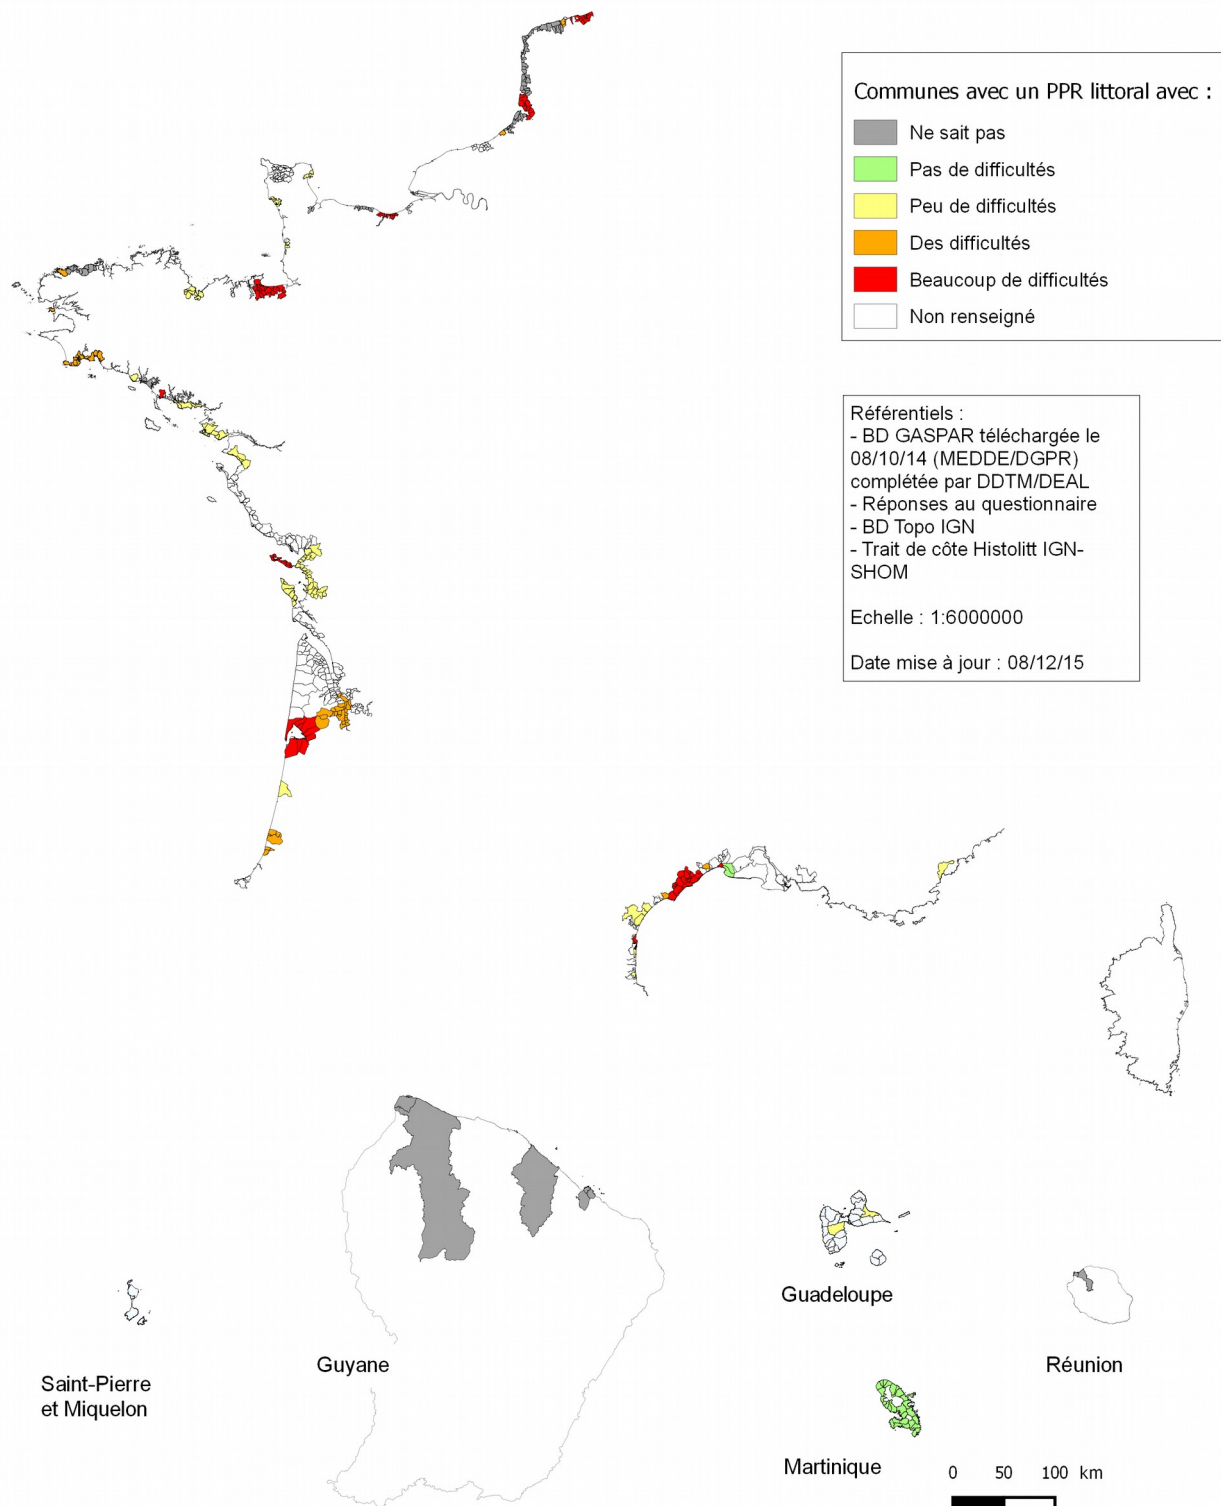 Communes avec un PPR littoral avec :
Ne sait pas
Pas de difficultés
Peu de difficultés
Des difficultés
Beaucoup de difficultés
Non renseigné
Référentiels :
- BD GASPAR téléchargée le
08/10/14 (MEDDE/DGPR)
complétée par DDTM/DEAL
- Réponses au questionnaire
- BD Topo IGN
- Trait de côte Histolitt IGN-
SHOM
Echelle : 1:6000000
Date mise à jour : 08/12/15
Guadeloupe
Saint-Pierre
et Miquelon
Guyane
Réunion
Martinique
0 50 100 km